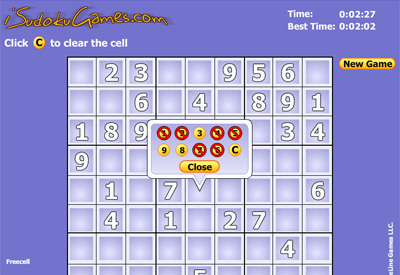 iSudokuGames.com
Time: 0:02:27
Best Time: 0:02:02
Click C to clear the cell
New Game
2 3 9 5 6
6 4 8 9 1
1 8 9 3 4
3
9 8 C
Close
9
1 7 6
4 1 2 7
4
5
Freecell
Line Games LLC.